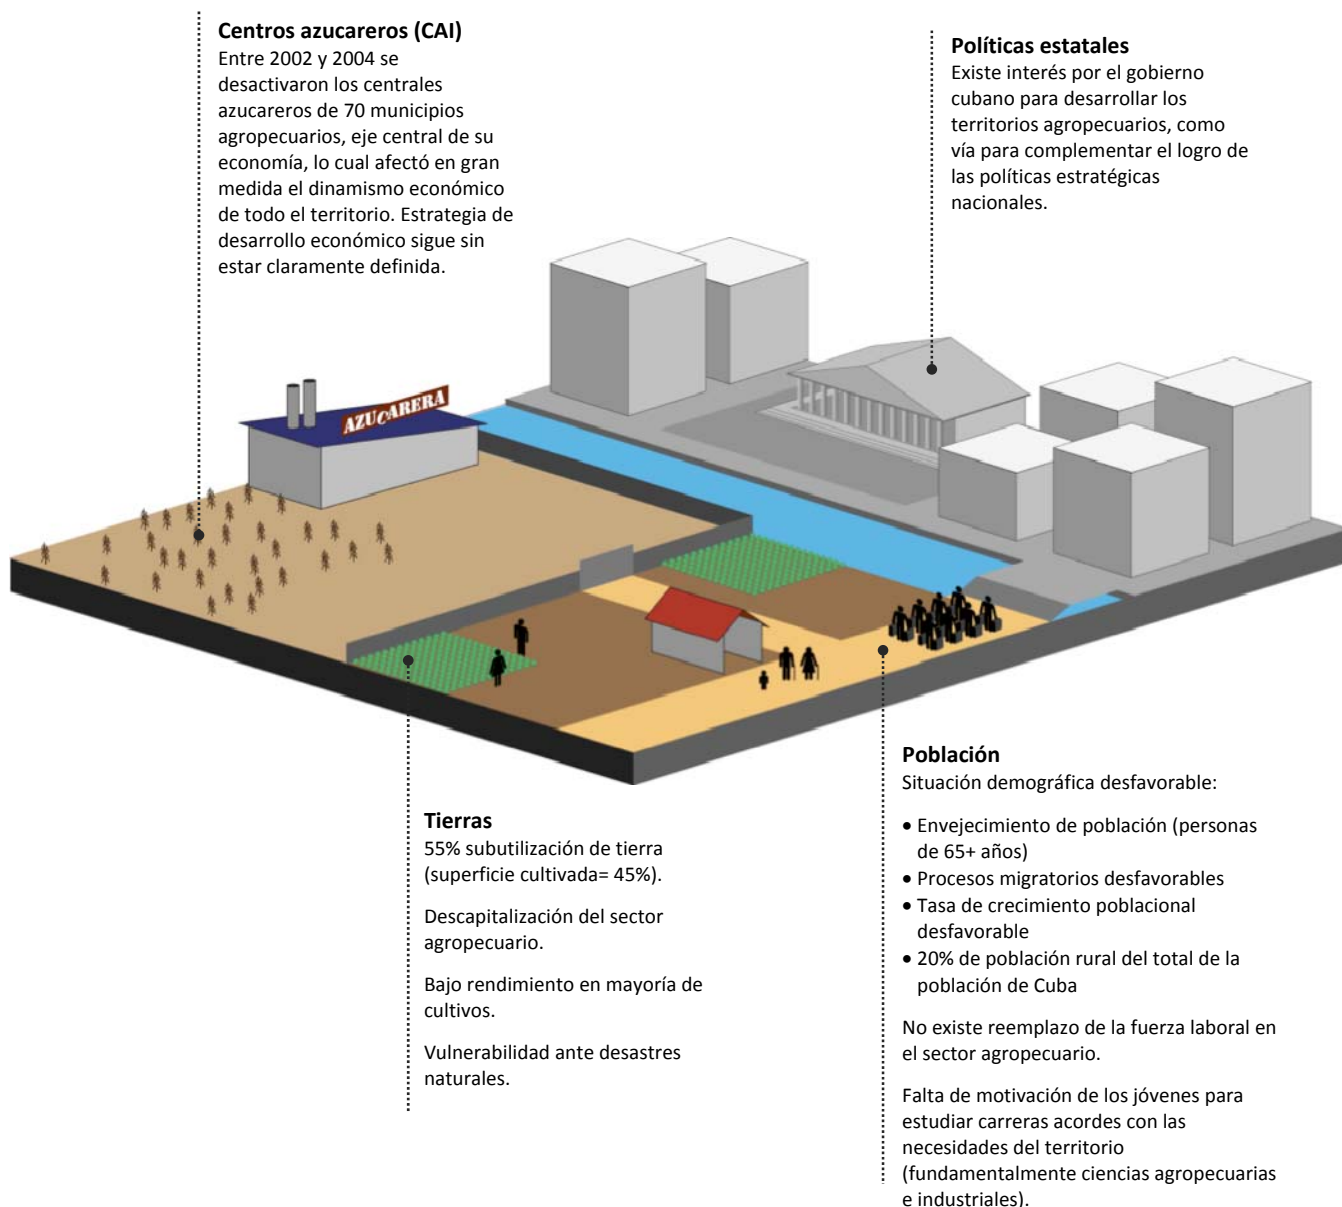 Centros azucareros (CAI)
Entre 2002 y 2004 se
desactivaron los centrales
azucareros de 70 municipios
agropecuarios, eje central de su
economía, lo cual afectó en gran
medida el dinamismo económico
de todo el territorio. Estrategia de
desarrollo económico sigue sin
estar claramente definida.
Políticas estatales
Existe interés por el gobierno
cubano para desarrollar los
territorios agropecuarios, como
vía para complementar el logro de
las políticas estratégicas
nacionales.
AZUCARERA
Tierras
55% subutilización de tierra
(superficie cultivada= 45%).
Descapitalización del sector
agropecuario.
Bajo rendimiento en mayoría de
cultivos.
Vulnerabilidad ante desastres
naturales.
Población
Situación demográfica desfavorable:
• Envejecimiento de población (personas
de 65+ años)
• Procesos migratorios desfavorables
• Tasa de crecimiento poblacional
desfavorable
• 20% de población rural del total de la
población de Cuba
No existe reemplazo de la fuerza laboral en
el sector agropecuario.
Falta de motivación de los jóvenes para
estudiar carreras acordes con las
necesidades del territorio
(fundamentalmente ciencias agropecuarias
e industriales).